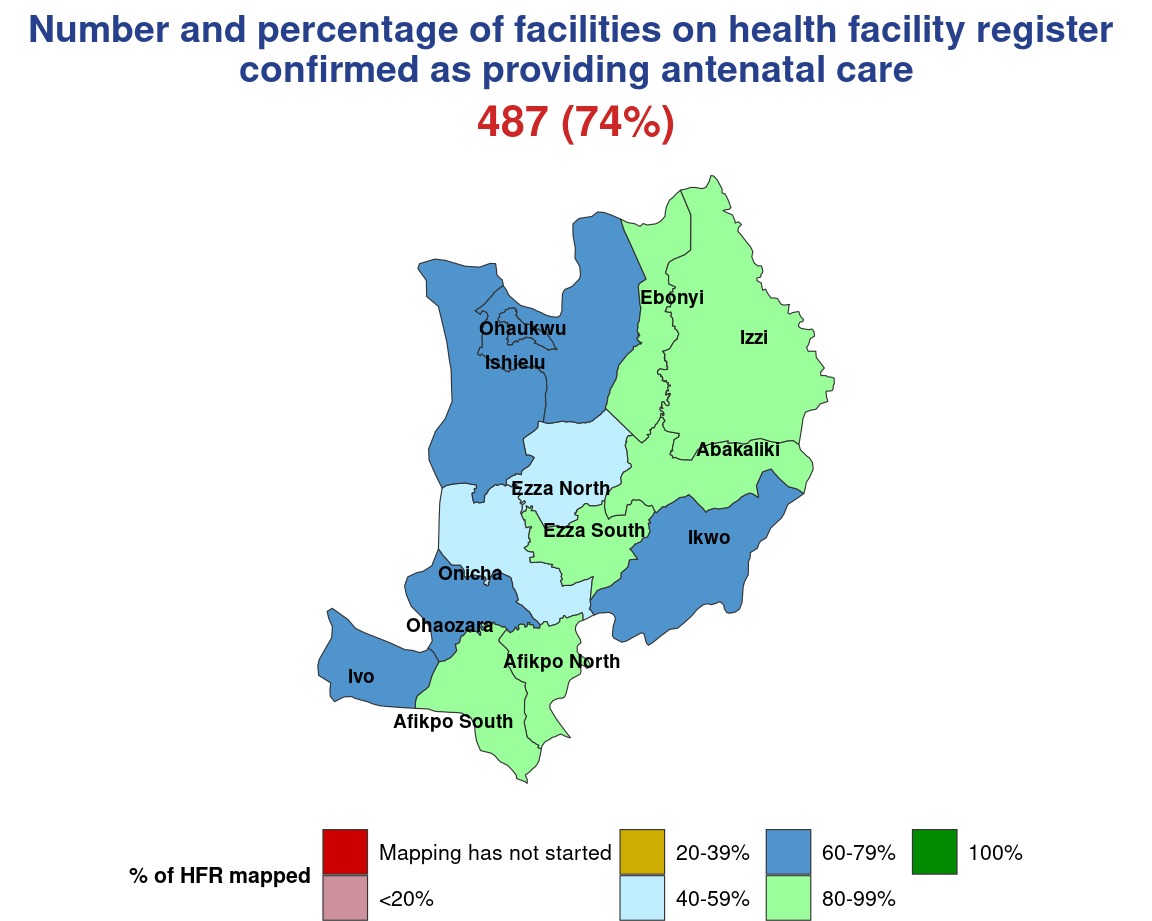 Number and percentage of facilities on health facility register
confirmed as providing antenatal care
487 (74%)
Ebonyi
Ohaukwu
Izzi
Ishielu
Abakaliki
Ezza North
Ezza South
Ikwo
Onicha
Ohaozara
Afikpo North
Ivo
Afikpo South
% of HFR mapped
Mapping has not started
<20%
20-39%
40-59%
60-79%
80-99%
100%